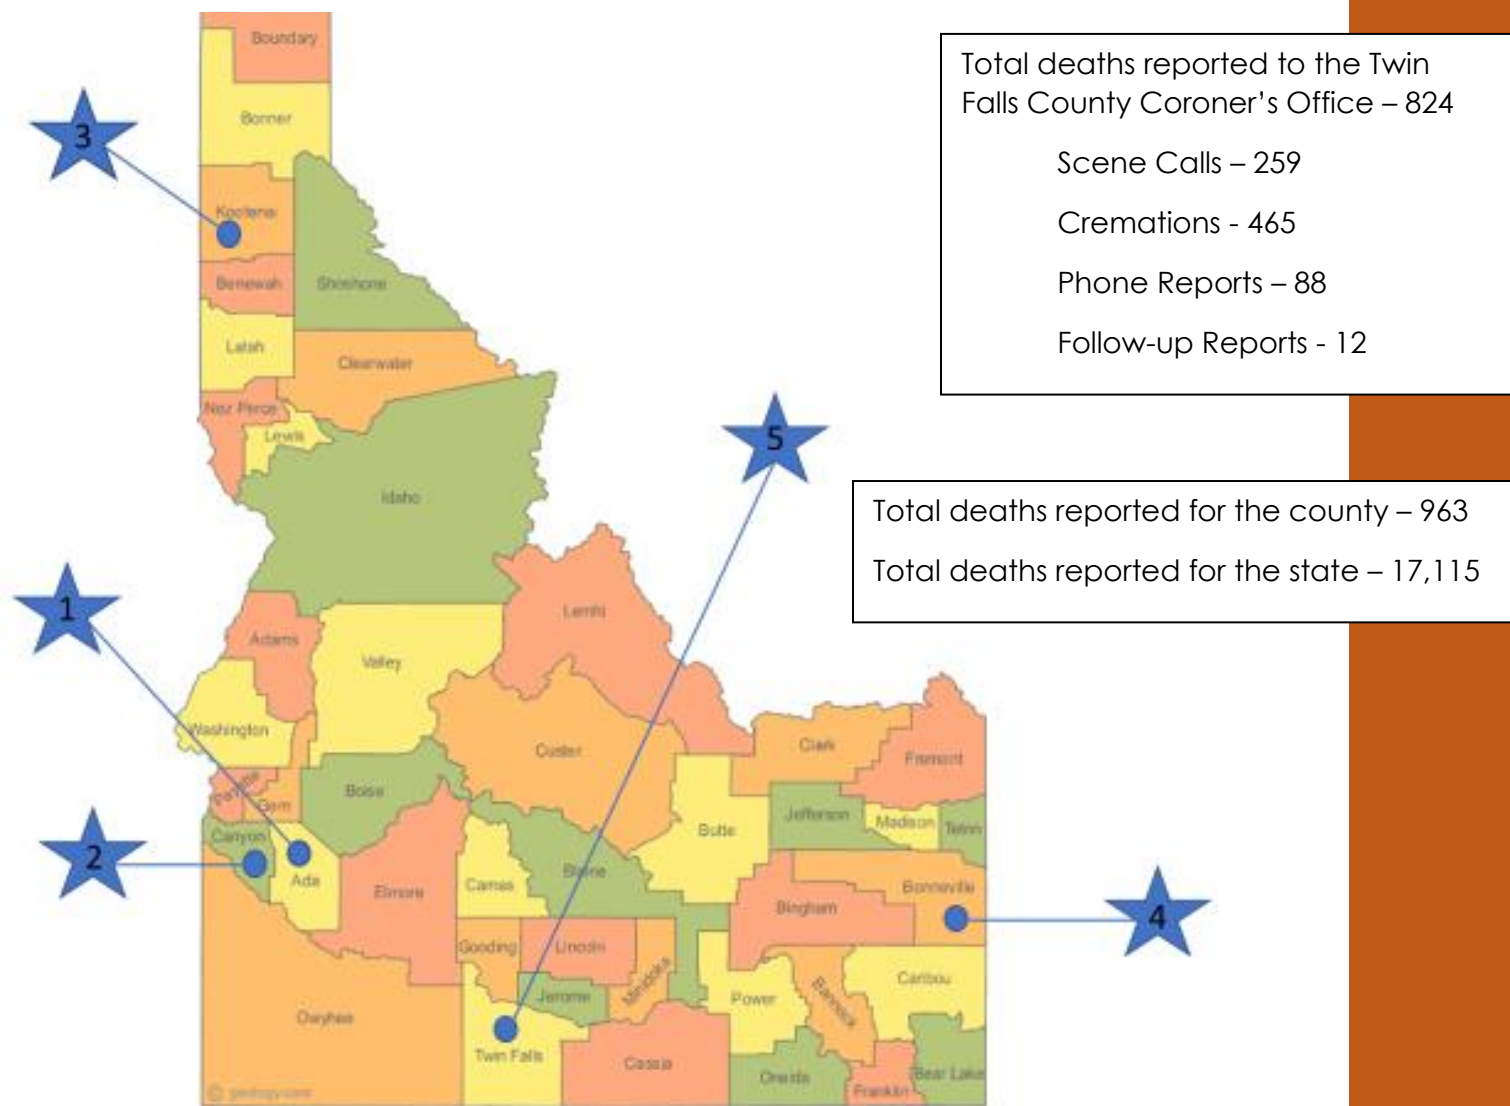 Boundary
Total deaths reported to the Twin
Falls County Coroner’s Office – 824
Scene Calls – 259
Cremations - 465
Phone Reports – 88
Follow-up Reports - 12
Bonner
3
Kootenai
Benewah
Shoshone
Latah
Clearwater
Nez Perce
Lewis
5
Idaho
Total deaths reported for the county – 963
Total deaths reported for the state – 17,115
1
Adams
Valley
Lemhi
Washington
Custer
Clark
Fremont
Payette
Gem
Boise
Butte
Jefferson
Madison
Teton
Canyon
2
Ada
Elmore
Camas
Blaine
Bingham
Bonneville
4
Gooding
Lincoln
Minidoka
Jerome
Power
Bannock
Caribou
Owyhee
Twin Falls
Cassia
Oneida
Franklin
Bear Lake
© geology.com